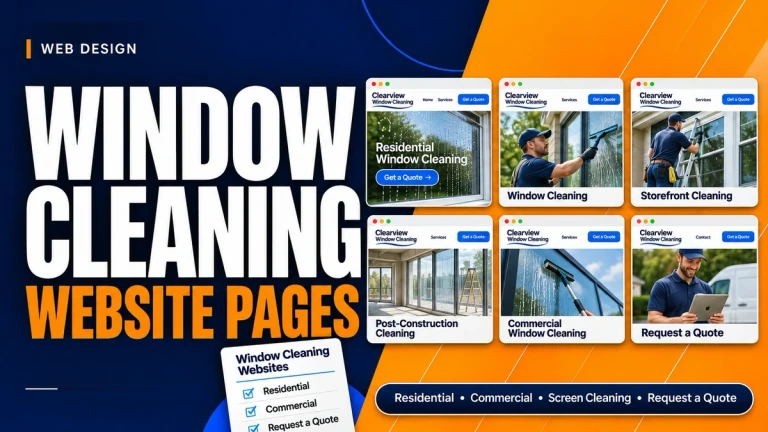 WEB DESIGN
WINDOW
CLEANING
WEBSITE PAGES
Clearview
Window Cleaning
Home Services Get a Quote
Residential
Window Cleaning
Get a Quote →
Clearview
Window Cleaning
Services Get a Quote
Window Cleaning
Clearview
Window Cleaning
Services Get a Quote
Storefront Cleaning
Clearview
Window Cleaning
Services Get a Quote
Post-Construction
Cleaning
Clearview
Window Cleaning
Services Get a Quote
Commercial
Window Cleaning
Clearview
Window Cleaning
Contact Get a Quote
Request a Quote
Window Cleaning
Websites
Residential
Commercial
Request a Quote
Residential • Commercial • Screen Cleaning • Request a Quote